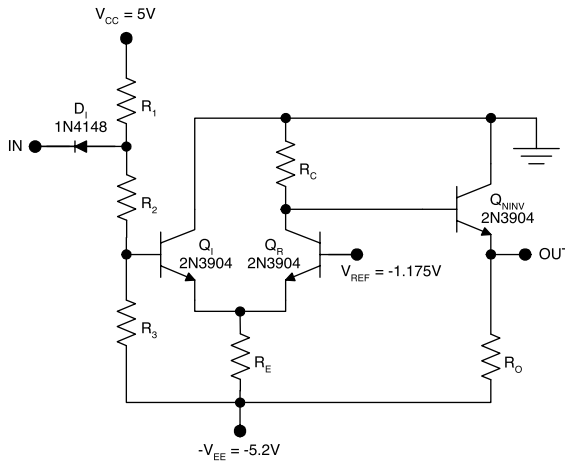 V_CC = 5V
D_I
1N4148
R_1
IN
R_2
R_C
Q_NINV
2N3904
Q_I
2N3904
Q_R
2N3904
V_REF = -1.175V
OUT
R_3
R_E
R_O
-V_EE = -5.2V